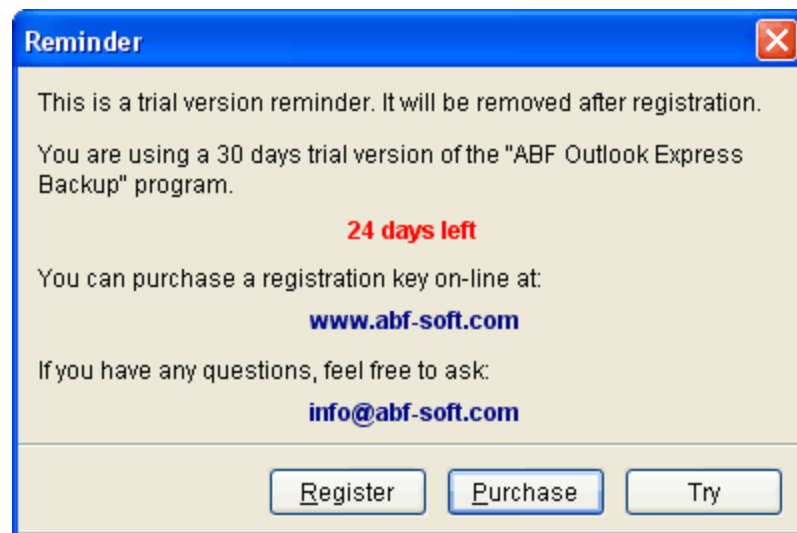 Reminder
This is a trial version reminder. It will be removed after registration.
You are using a 30 days trial version of the "ABF Outlook Express
Backup" program.
24 days left
You can purchase a registration key on-line at:
www.abf-soft.com
If you have any questions, feel free to ask:
info@abf-soft.com
Register Purchase Try